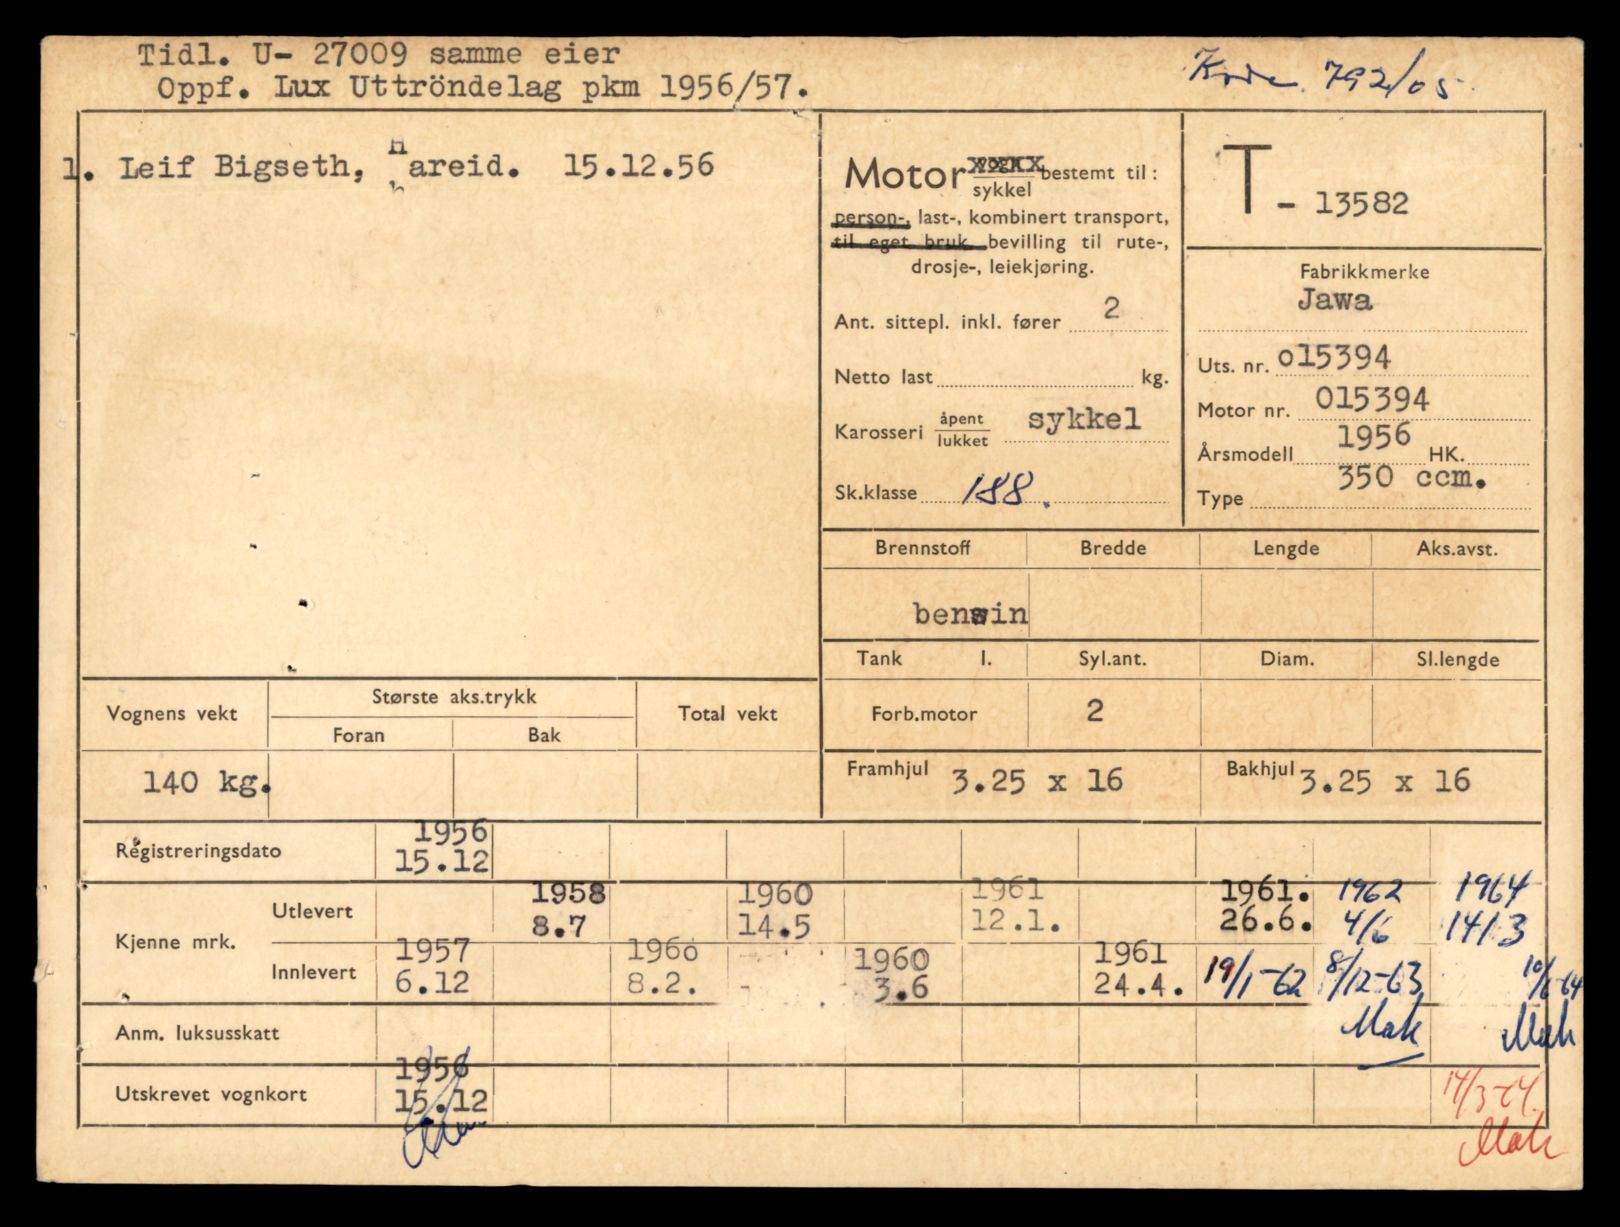 Tidl. U- 27009 samme eier
Oppf. Lux Uttröndelag pkm 1956/57.
Kode 792/05
1. Leif Bigseth, Hareid. 15.12.56
Motor sykkel bestemt til:
person-, last-, kombinert transport,
til eget bruk bevilling til rute-,
drosje-, leiekjøring.
Ant. sittepl. inkl. fører 2
Netto last kg.
Karosseri åpent lukket sykkel
Sk.klasse 188.
T - 13582
Fabrikkmerke
Jawa
Uts. nr. o15394
Motor nr. 015394
Årsmodell 1956 HK.
Type 350 ccm.
Brennstoff Bredde Lengde Aks.avst.
bensin
Tank l. Syl.ant. Diam. Sl.lengde
Forb.motor 2
Framhjul 3.25 x 16 Bakhjul 3.25 x 16
Vognens vekt Største aks.trykk Total vekt
Foran Bak
140 kg.
Registreringsdato 1956 15.12
Kjenne mrk.
Utlevert 1958 8.7 1960 14.5 1961 12.1. 1961. 26.6. 1962 4/6 1964 14/3
Innlevert 1957 6.12 1960 8.2. 1960 3.6 1961 24.4. 19/1-62 8/12-63 10/6-64
Mak Mak
Anm. luksusskatt
Utskrevet vognkort 1956 15.12 14/3-64.
Mak